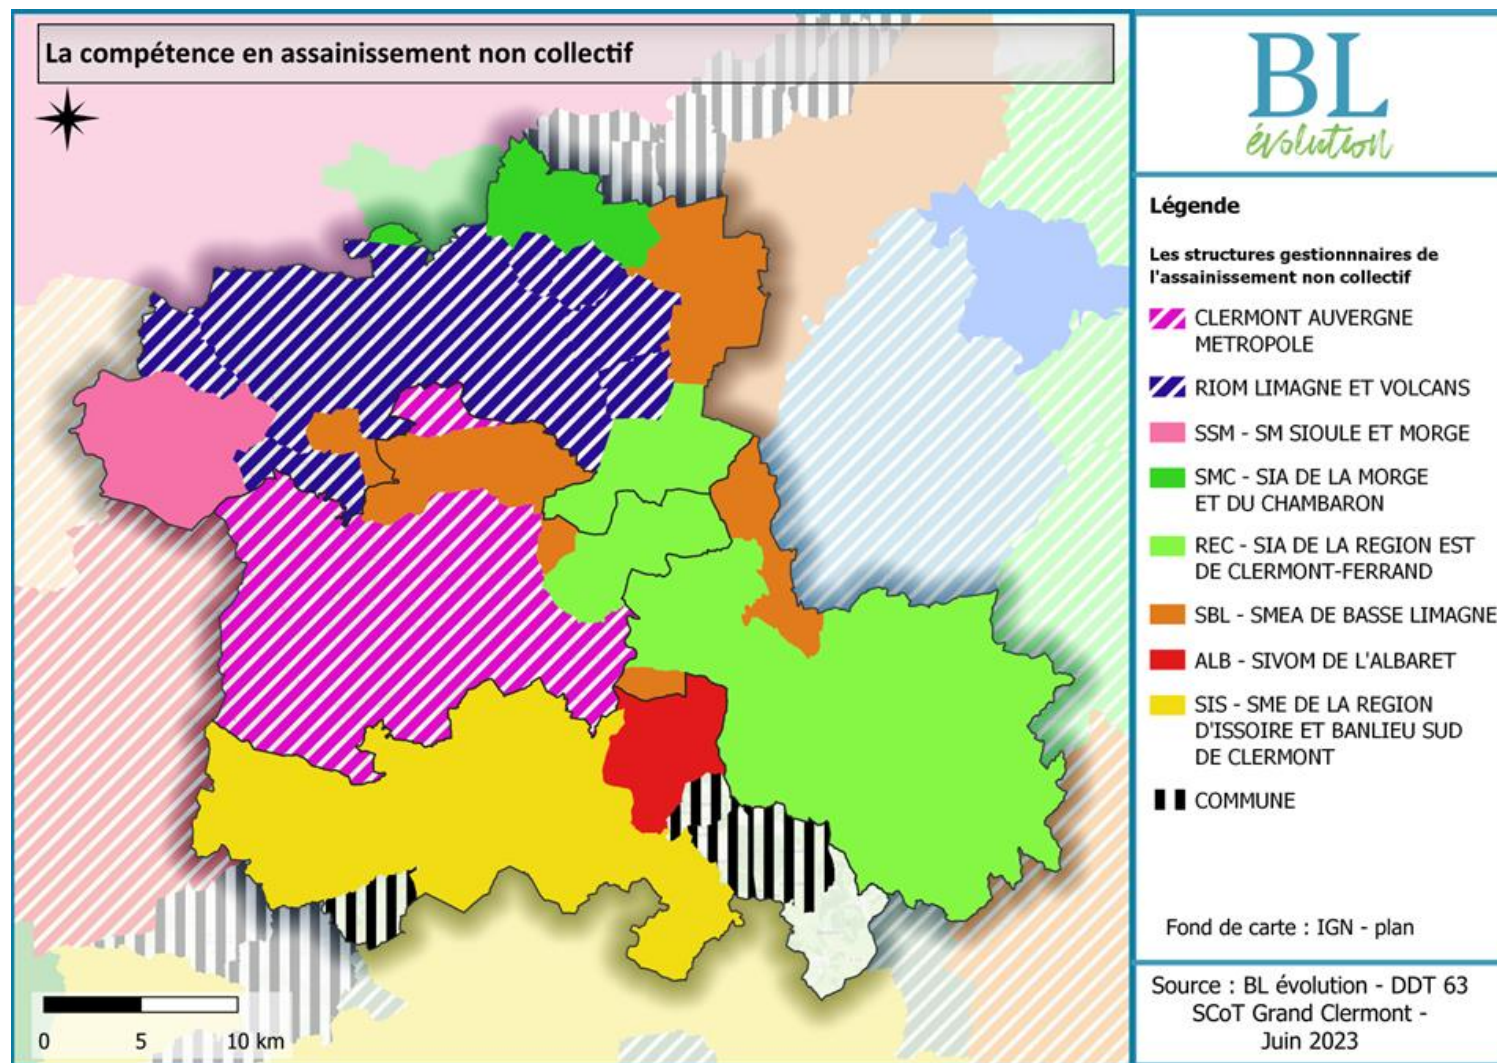 La compétence en assainissement non collectif
BL
évolution
Légende
Les structures gestionnnaires de
l'assainissement non collectif
CLERMONT AUVERGNE
METROPOLE
RIOM LIMAGNE ET VOLCANS
SSM - SM SIOULE ET MORGE
SMC - SIA DE LA MORGE
ET DU CHAMBARON
REC - SIA DE LA REGION EST
DE CLERMONT-FERRAND
SBL - SMEA DE BASSE LIMAGNE
ALB - SIVOM DE L'ALBARET
SIS - SME DE LA REGION
D'ISSOIRE ET BANLIEU SUD
DE CLERMONT
COMMUNE
Fond de carte : IGN - plan
Source : BL évolution - DDT 63
SCoT Grand Clermont -
Juin 2023
0 5 10 km